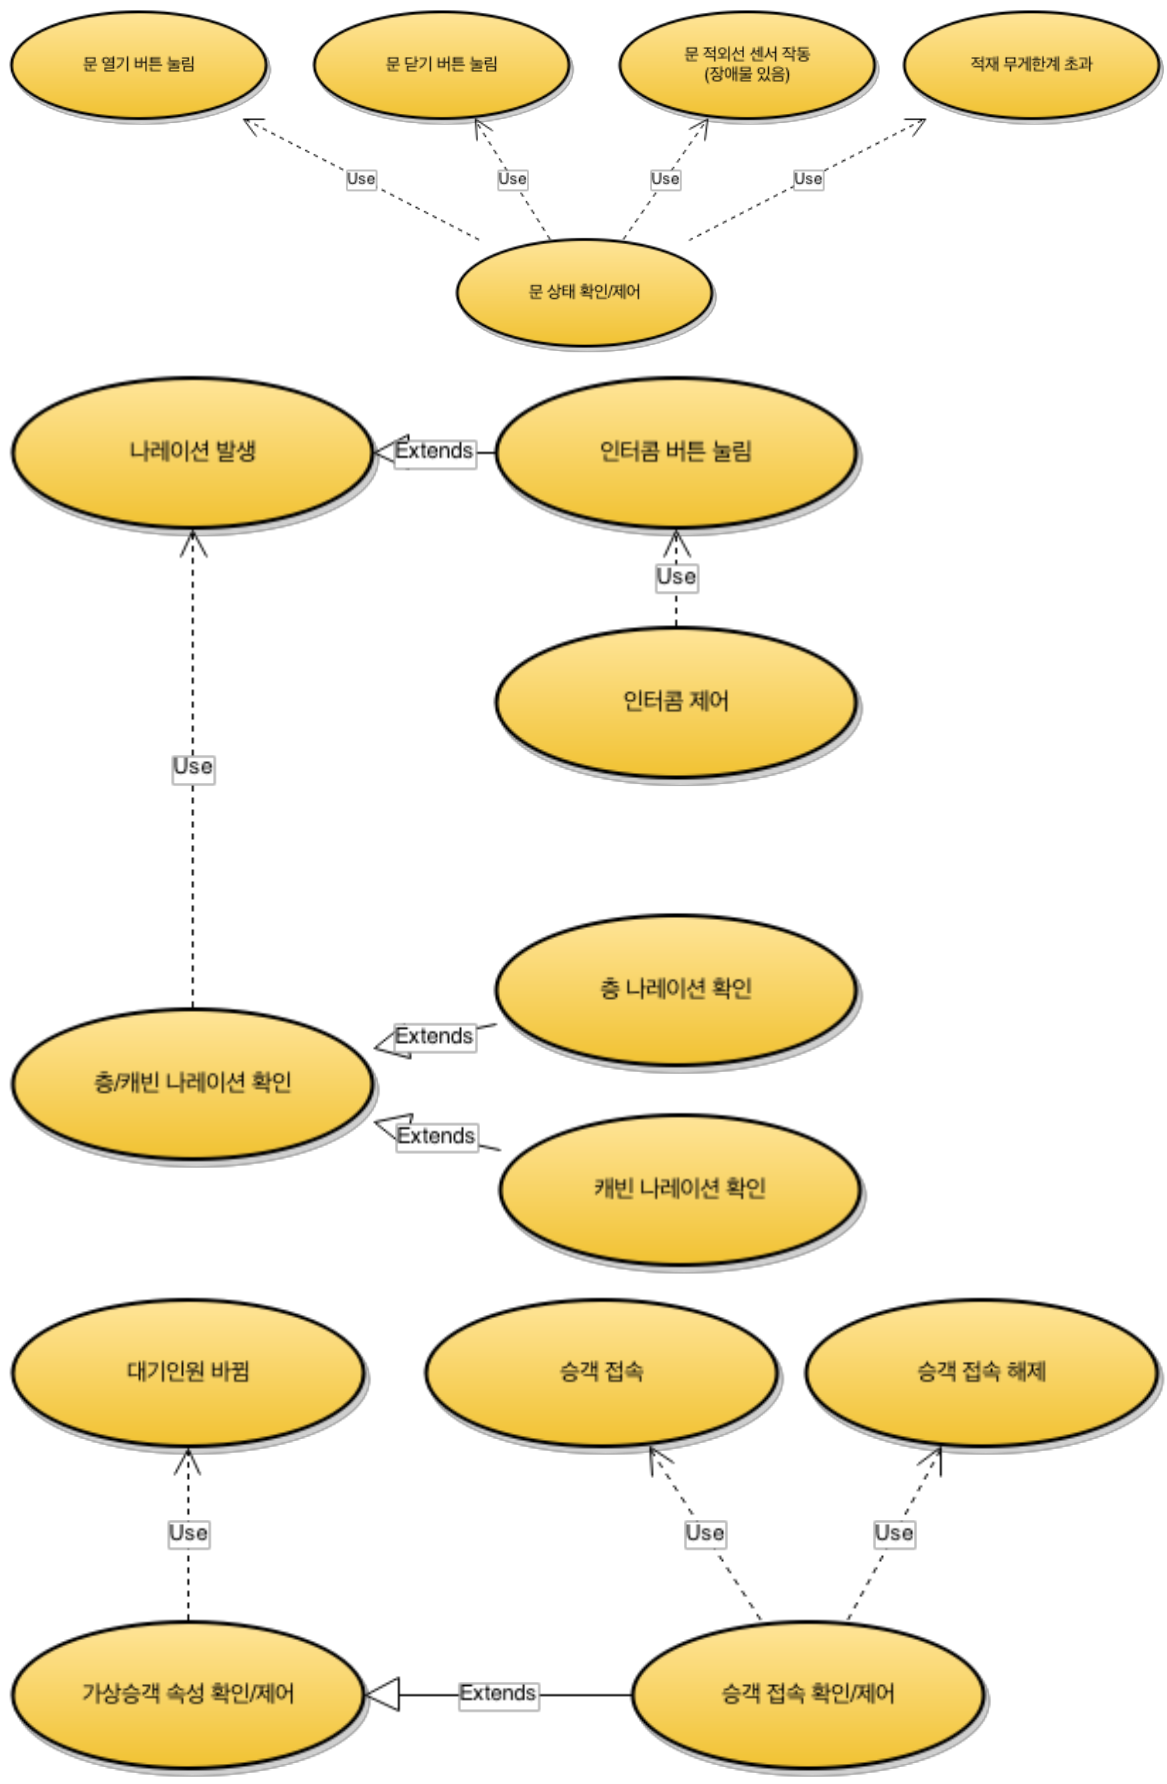 문 열기 버튼 눌림
문 닫기 버튼 눌림
문 적외선 센서 작동
(장애물 있음)
적재 무게한계 초과
Use
Use
Use
Use
문 상태 확인/제어
나레이션 발생
Extends
인터콤 버튼 눌림
Use
인터콤 제어
Use
층 나레이션 확인
Extends
층/캐빈 나레이션 확인
Extends
캐빈 나레이션 확인
대기인원 바뀜
승객 접속
승객 접속 해제
Use
Use
Use
가상승객 속성 확인/제어
Extends
승객 접속 확인/제어